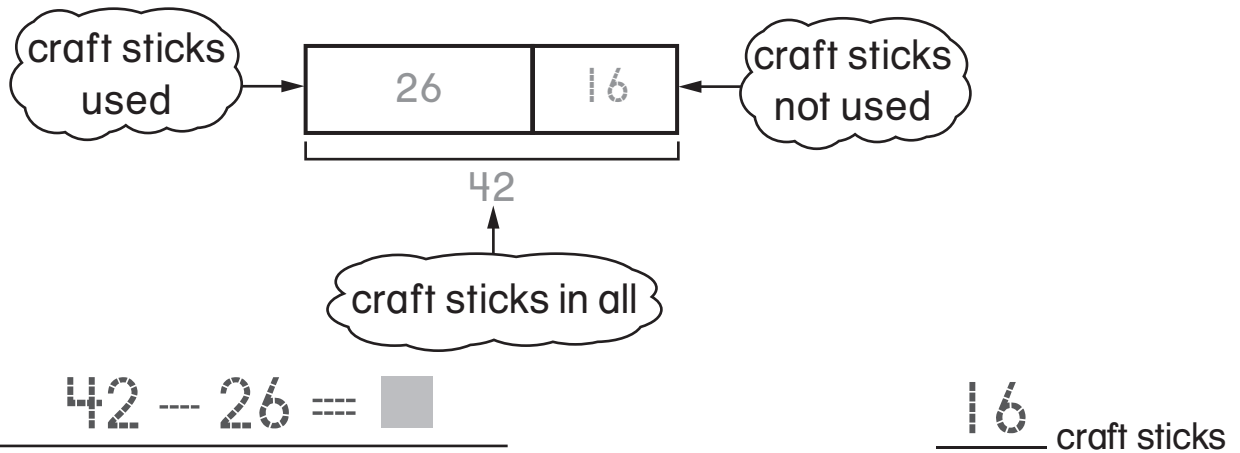 craft sticks
used
26
16
craft sticks
not used
42
craft sticks in all
42 – 26 =
16 craft sticks